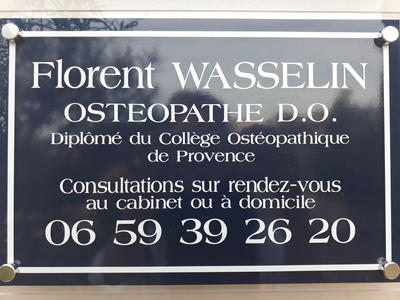 Florent WASSELIN
OSTEOPATHE D.O.
Diplômé du Collège Ostéopathique
de Provence
Consultations sur rendez-vous
au cabinet ou à domicile
06 59 39 26 20